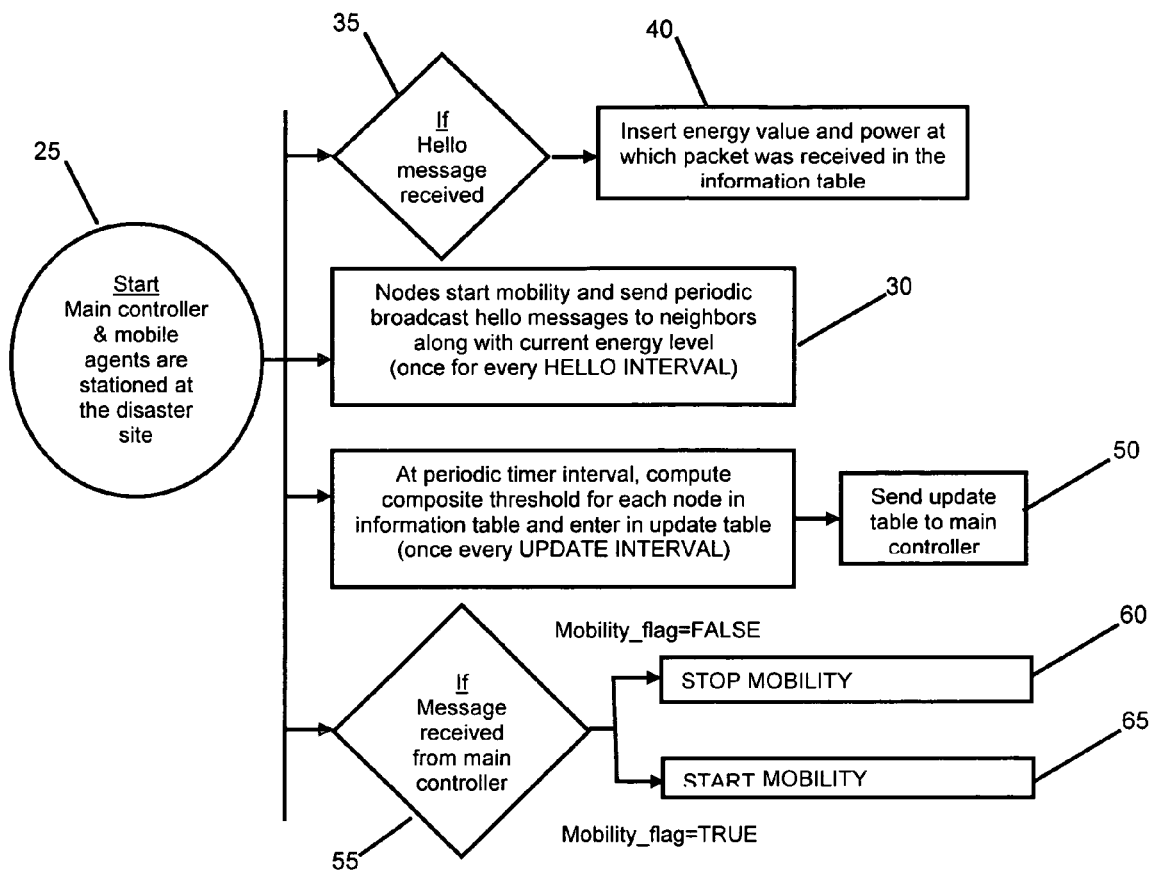 35
40
If
Hello
message
received
Insert energy value and power at
which packet was received in the
information table
25
Start
Main controller
& mobile
agents are
stationed at
the disaster
site
Nodes start mobility and send periodic
broadcast hello messages to neighbors
along with current energy level
(once for every HELLO INTERVAL)
30
At periodic timer interval, compute
composite threshold for each node in
information table and enter in update table
(once every UPDATE INTERVAL)
50
Send update
table to main
controller
If
Message
received
from main
controller
Mobility_flag=FALSE
60
STOP MOBILITY
65
START MOBILITY
Mobility_flag=TRUE
55